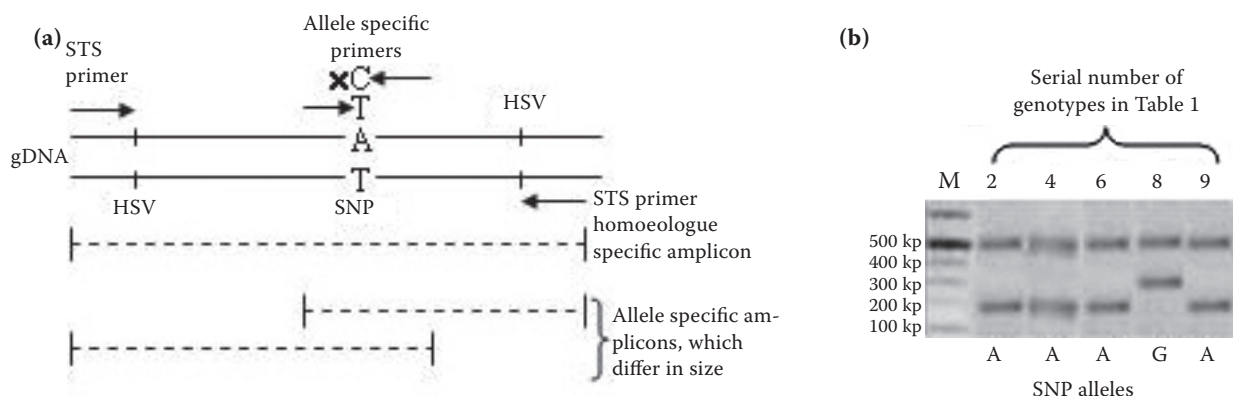 (a)
STS
primer
Allele specific
primers
C
T
HSV
A
gDNA
T
HSV
SNP
STS primer
homoeologue
specific amplicon
Allele specific am-
plicons, which
differ in size
(b)
Serial number of
genotypes in Table 1
M 2 4 6 8 9
500 kp
400 kp
300 kp
200 kp
100 kp
A A A G A
SNP alleles